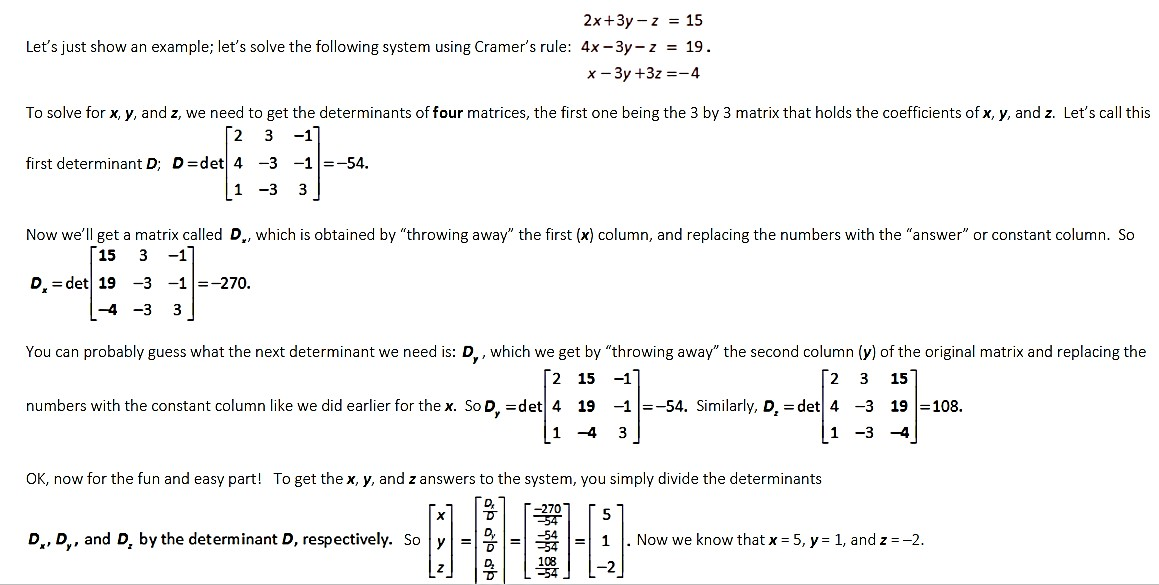 2x+3y−z = 15
Let's just show an example; let's solve the following system using Cramer's rule: 4x−3y−z = 19.
x−3y+3z=−4
To solve for x, y, and z, we need to get the determinants of four matrices, the first one being the 3 by 3 matrix that holds the coefficients of x, y, and z. Let's call this
[2 3 −1]
first determinant D; D=det[4 −3 −1]=−54.
[1 −3 3]
Now we'll get a matrix called Dx, which is obtained by "throwing away" the first (x) column, and replacing the numbers with the "answer" or constant column. So
[15 3 −1]
Dx=det[19 −3 −1]=−270.
[−4 −3 3]
You can probably guess what the next determinant we need is: Dy, which we get by "throwing away" the second column (y) of the original matrix and replacing the
[2 15 −1] [2 3 15]
numbers with the constant column like we did earlier for the x. So Dy=det[4 19 −1]=−54. Similarly, Dz=det[4 −3 19]=108.
[1 −4 3] [1 −3 −4]
OK, now for the fun and easy part! To get the x, y, and z answers to the system, you simply divide the determinants
[x] [Dx/D] [−270/−54] [5]
Dx, Dy, and Dz by the determinant D, respectively. So [y]=[Dy/D]=[−54/−54]=[1]. Now we know that x=5, y=1, and z=−2.
[z] [Dz/D] [108/−54] [−2]